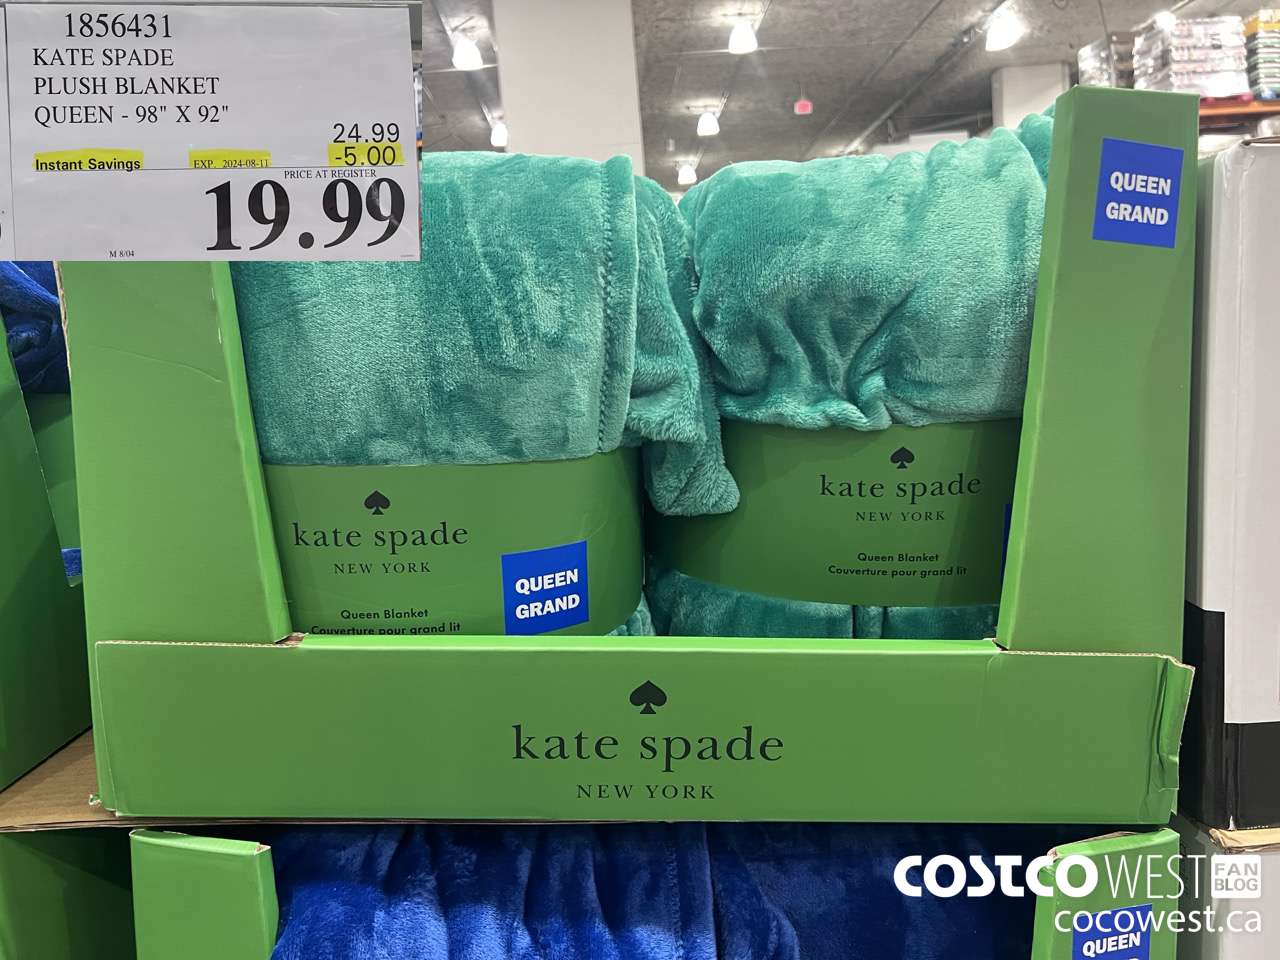 1856431
KATE SPADE
PLUSH BLANKET
QUEEN - 98" X 92"
24.99
Instant Savings EXP. 2024-08-11 -5.00
PRICE AT REGISTER
19.99
M 8/04
QUEEN
GRAND
kate spade
NEW YORK
Queen Blanket
Couverture pour grand lit
QUEEN
GRAND
kate spade
NEW YORK
Queen Blanket
Couverture pour grand lit
kate spade
NEW YORK
QUEEN
COSTCO WEST FAN BLOG
cocowest.ca